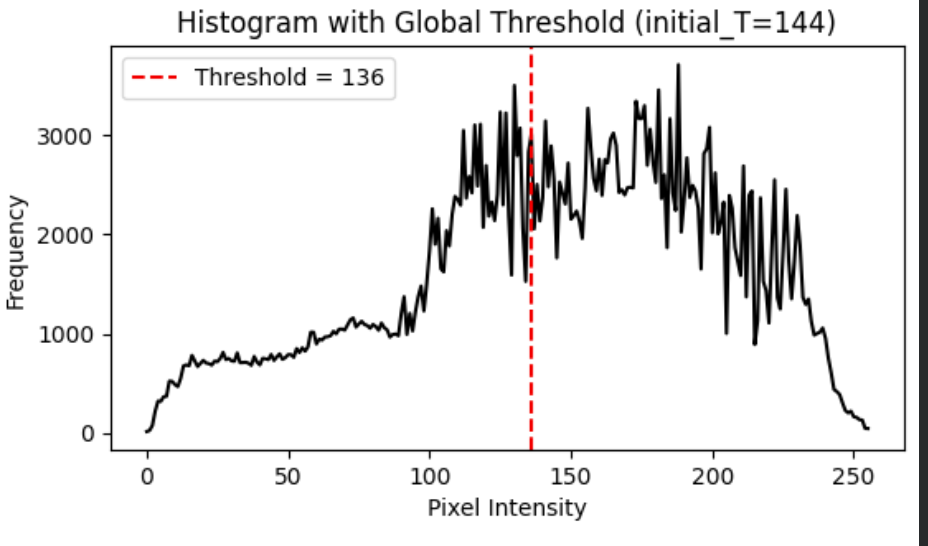 Histogram with Global Threshold (initial_T=144)
Threshold = 136
Frequency
3000
2000
1000
0
0 50 100 150 200 250
Pixel Intensity